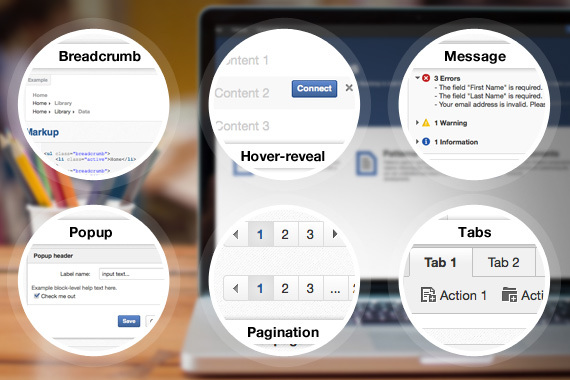 Breadcrumb
Example
Home
Home Library
Home Library Data
Markup
<ul class="breadcrumb">
<li class="active">Home</li>
<ul class="breadcrumb">
Content 1
Content 2
Connect ×
Content 3
Hover-reveal
Message
3 Errors
- The field "First Name" is required.
- The field "Last Name" is required.
- Your email address is invalid. Please
1 Warning
1 Information
Popup
Popup header
Label name: input text...
Example block-level help text here.
Check me out
Save
1 2 3
1 2 3 ...
Pagination
Tabs
Tab 1 Tab 2
Action 1 Acti